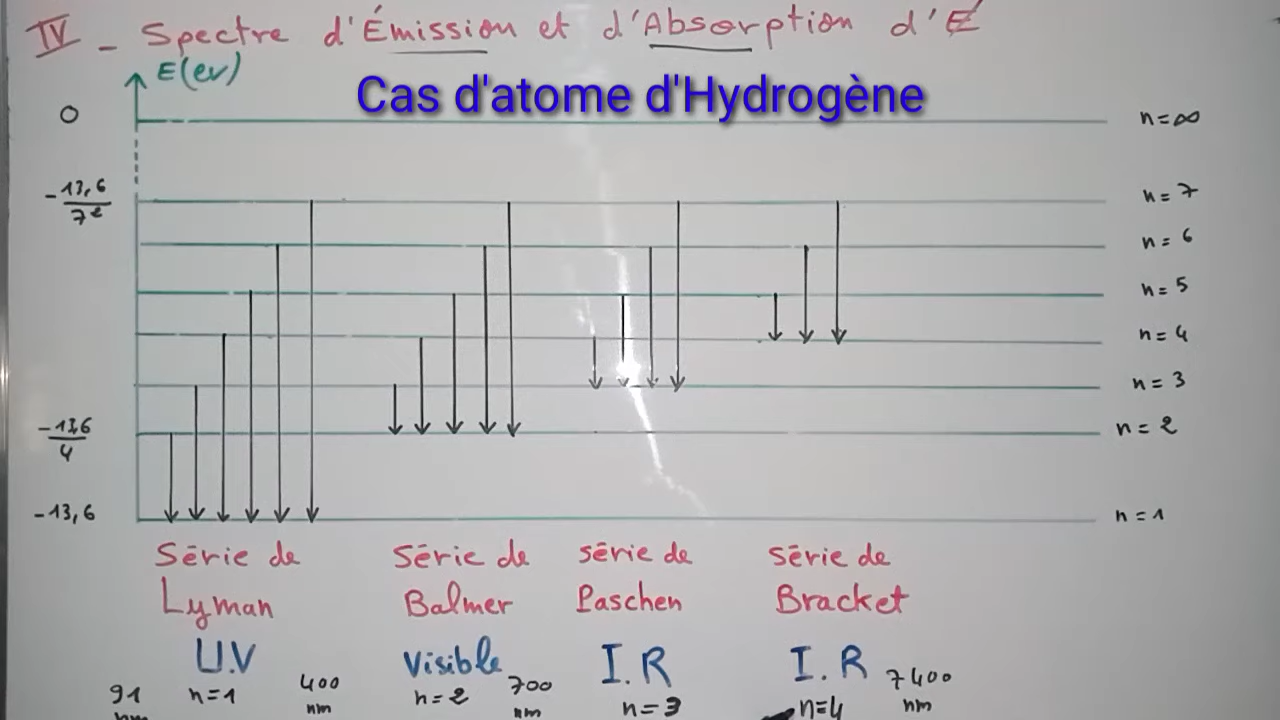 IV - Spectre d'Émission et d'Absorption d'E
E(ev)
Cas d'atome d'Hydrogène
0
n=∞
-13,6
7²
n=7
n=6
n=5
n=4
n=3
-13,6
4
n=2
-13,6
n=1
Série de Lyman
Série de Balmer
série de Paschen
série de Bracket
U.V
Visible
I.R
I.R
91 nm
n=1
400 nm
n=2
700 nm
n=3
n=4
7400 nm